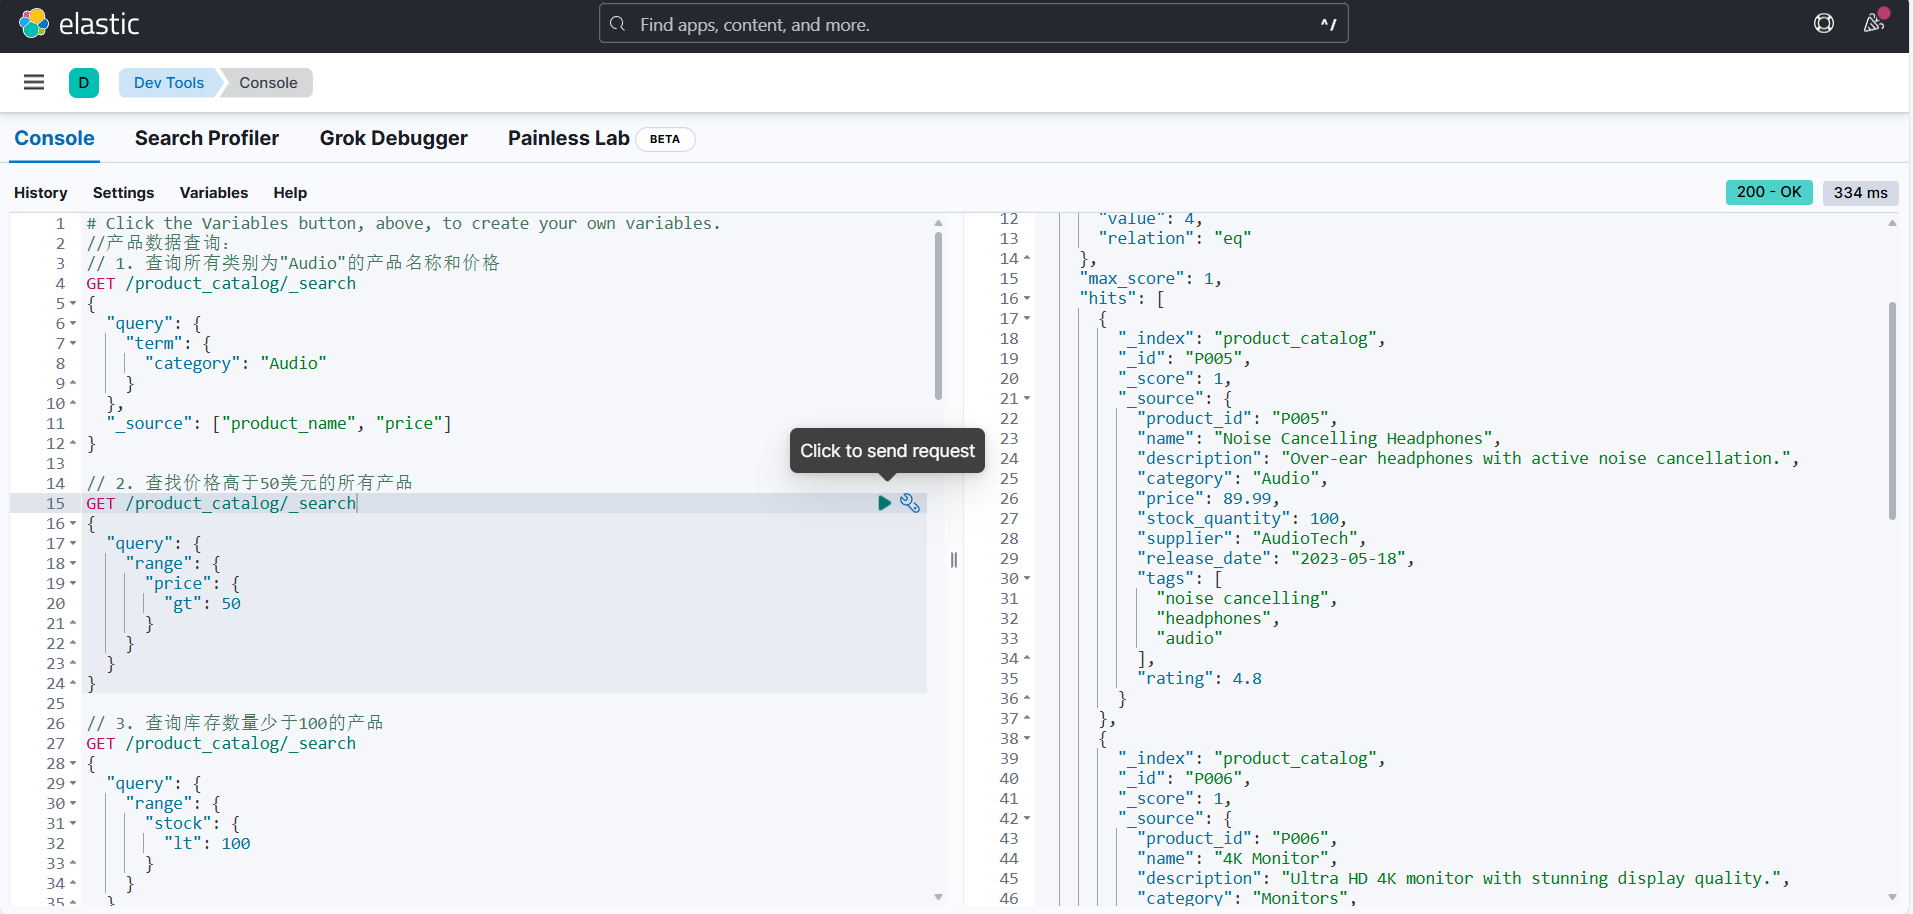 elastic
Find apps, content, and more.
^/
D
Dev Tools
Console
Console
Search Profiler
Grok Debugger
Painless Lab
BETA
History
Settings
Variables
Help
200 - OK
334 ms
1 # Click the Variables button, above, to create your own variables.
2 //产品数据查询:
3 // 1. 查询所有类别为"Audio"的产品名称和价格
4 GET /product_catalog/_search
5 {
6 "query": {
7 "term": {
8 "category": "Audio"
9 }
10 },
11 "_source": ["product_name", "price"]
12 }
13
14 // 2. 查找价格高于50美元的所有产品
15 GET /product_catalog/_search
16 {
17 "query": {
18 "range": {
19 "price": {
20 "gt": 50
21 }
22 }
23 }
24 }
25
26 // 3. 查询库存数量少于100的产品
27 GET /product_catalog/_search
28 {
29 "query": {
30 "range": {
31 "stock": {
32 "lt": 100
33 }
34 }
35 }
Click to send request
12 "value": 4,
13 "relation": "eq"
14 },
15 "max_score": 1,
16 "hits": [
17 {
18 "_index": "product_catalog",
19 "_id": "P005",
20 "_score": 1,
21 "_source": {
22 "product_id": "P005",
23 "name": "Noise Cancelling Headphones",
24 "description": "Over-ear headphones with active noise cancellation.",
25 "category": "Audio",
26 "price": 89.99,
27 "stock_quantity": 100,
28 "supplier": "AudioTech",
29 "release_date": "2023-05-18",
30 "tags": [
31 "noise cancelling",
32 "headphones",
33 "audio"
34 ],
35 "rating": 4.8
36 }
37 },
38 {
39 "_index": "product_catalog",
40 "_id": "P006",
41 "_score": 1,
42 "_source": {
43 "product_id": "P006",
44 "name": "4K Monitor",
45 "description": "Ultra HD 4K monitor with stunning display quality.",
46 "category": "Monitors",